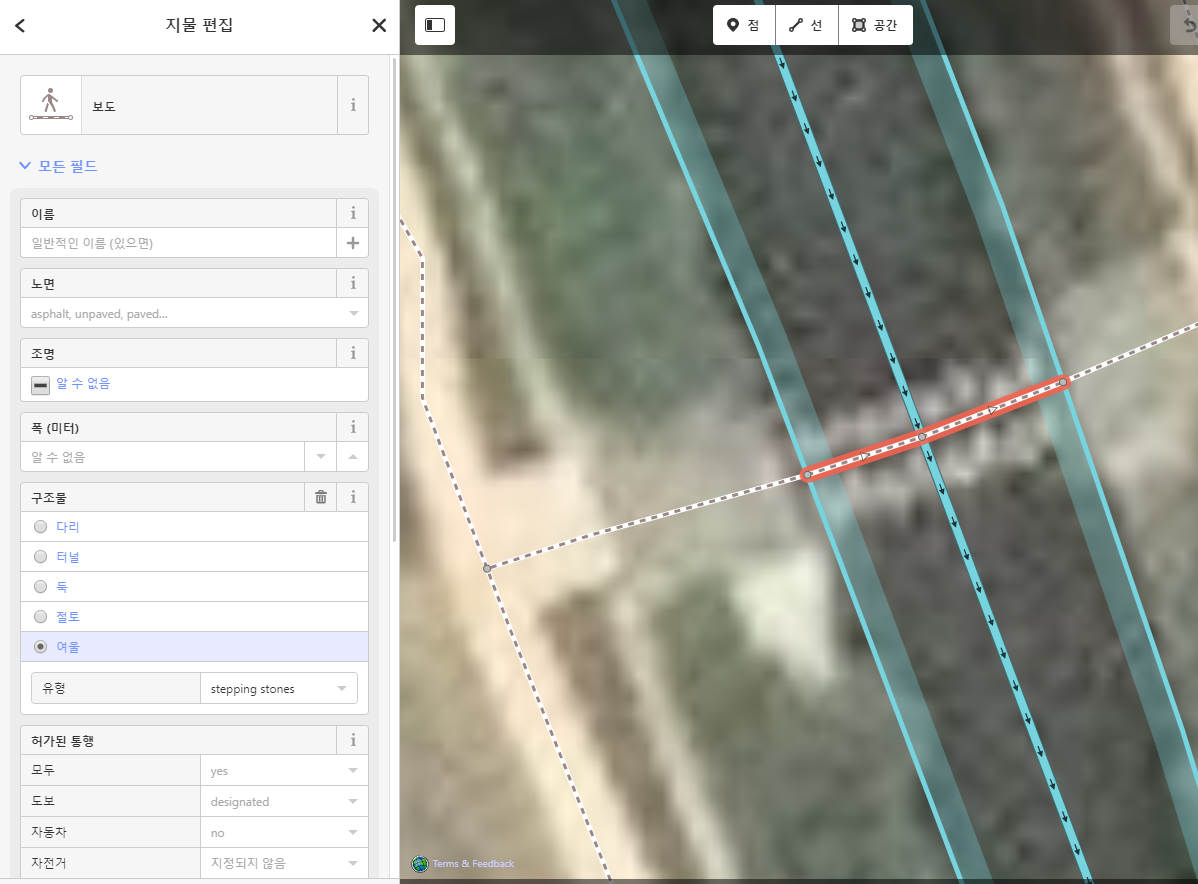 지물 편집
점
선
공간
보도
i
모든 필드
이름
i
일반적인 이름 (있으면)
노면
i
asphalt, unpaved, paved...
조명
i
알 수 없음
폭 (미터)
i
알 수 없음
구조물
i
다리
터널
둑
절토
여울
유형
stepping stones
허가된 통행
i
모두
yes
도보
designated
자동차
no
자전거
지정되지 않음
Terms & Feedback